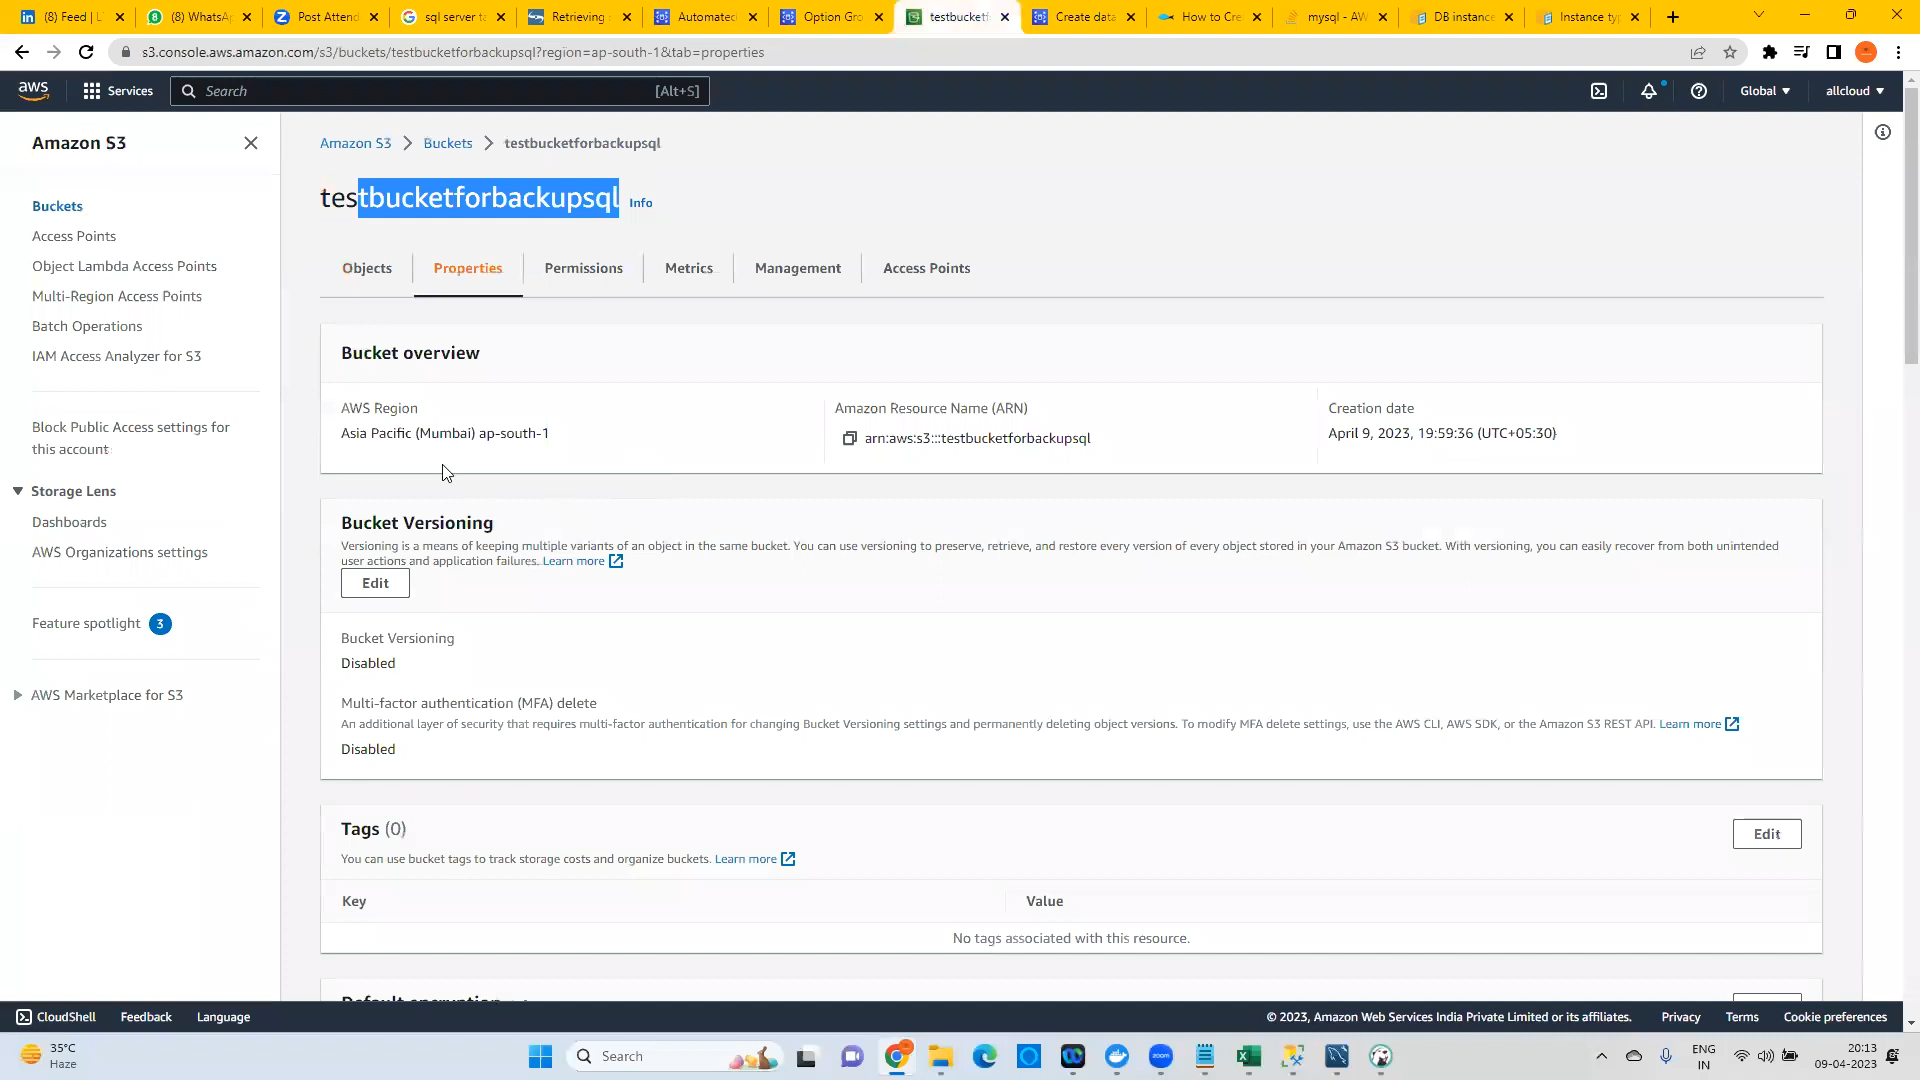 (8) Feed | L
(8) WhatsA
Post Attend
sql server ta
Retrieving
Automated
Option Gro
testbucketf
Create data
How to Cre
mysql - AW
DB instance
Instance typ
s3.console.aws.amazon.com/s3/buckets/testbucketforbackupsql?region=ap-south-1&tab=properties
aws
Services
Search
[Alt+S]
Global
allcloud
Amazon S3
Buckets
Access Points
Object Lambda Access Points
Multi-Region Access Points
Batch Operations
IAM Access Analyzer for S3
Block Public Access settings for
this account
Storage Lens
Dashboards
AWS Organizations settings
Feature spotlight 3
AWS Marketplace for S3
Amazon S3 > Buckets > testbucketforbackupsql
testbucketforbackupsql Info
Objects
Properties
Permissions
Metrics
Management
Access Points
Bucket overview
AWS Region
Asia Pacific (Mumbai) ap-south-1
Amazon Resource Name (ARN)
arn:aws:s3:::testbucketforbackupsql
Creation date
April 9, 2023, 19:59:36 (UTC+05:30)
Bucket Versioning
Versioning is a means of keeping multiple variants of an object in the same bucket. You can use versioning to preserve, retrieve, and restore every version of every object stored in your Amazon S3 bucket. With versioning, you can easily recover from both unintended
user actions and application failures. Learn more
Edit
Bucket Versioning
Disabled
Multi-factor authentication (MFA) delete
An additional layer of security that requires multi-factor authentication for changing Bucket Versioning settings and permanently deleting object versions. To modify MFA delete settings, use the AWS CLI, AWS SDK, or the Amazon S3 REST API. Learn more
Disabled
Tags (0)
Edit
You can use bucket tags to track storage costs and organize buckets. Learn more
Key
Value
No tags associated with this resource.
Default encryption
CloudShell
Feedback
Language
© 2023, Amazon Web Services India Private Limited or its affiliates.
Privacy
Terms
Cookie preferences
35°C
Haze
Search
zoom
ENG
IN
20:13
09-04-2023